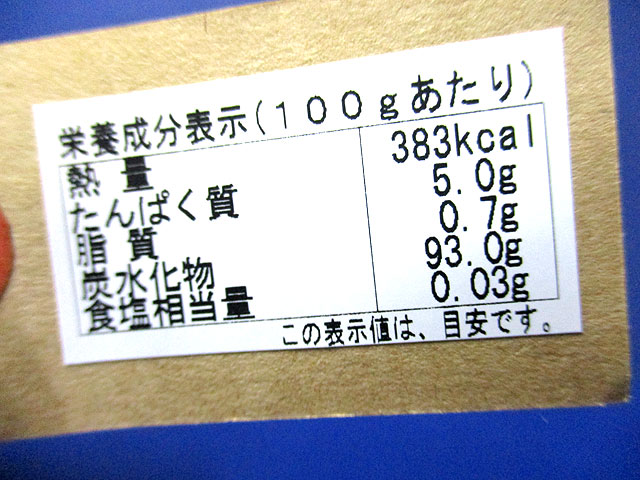 栄養成分表示(100gあたり)
熱量 383kcal
たんぱく質 5.0g
脂質 0.7g
炭水化物 93.0g
食塩相当量 0.03g
この表示値は、目安です。